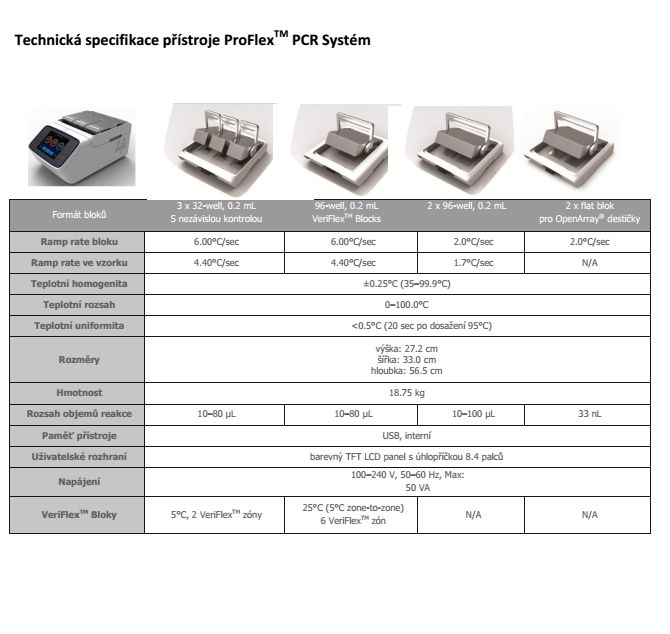 Technická specifikace přístroje ProFlex™ PCR Systém
Formát bloků
3 x 32-well, 0.2 mL
S nezávislou kontrolou
96-well, 0.2 mL
VeriFlex™ Blocks
2 x 96-well, 0.2 mL
2 x flat blok
pro OpenArray® destičky
Ramp rate bloku 6.00°C/sec 6.00°C/sec 2.0°C/sec 2.0°C/sec
Ramp rate ve vzorku 4.40°C/sec 4.40°C/sec 1.7°C/sec N/A
Teplotní homogenita ±0.25°C (35–99.9°C)
Teplotní rozsah 0–100.0°C
Teplotní uniformita <0.5°C (20 sec po dosažení 95°C)
Rozměry
výška: 27.2 cm
šířka: 33.0 cm
hloubka: 56.5 cm
Hmotnost 18.75 kg
Rozsah objemů reakce 10–80 µL 10–80 µL 10–100 µL 33 nL
Paměť přístroje USB, interní
Uživatelské rozhraní barevný TFT LCD panel s úhlopříčkou 8.4 palců
Napájení
100–240 V, 50–60 Hz, Max:
50 VA
VeriFlex™ Bloky
5°C, 2 VeriFlex™ zóny
25°C (5°C zone-to-zone)
6 VeriFlex™ zón
N/A
N/A